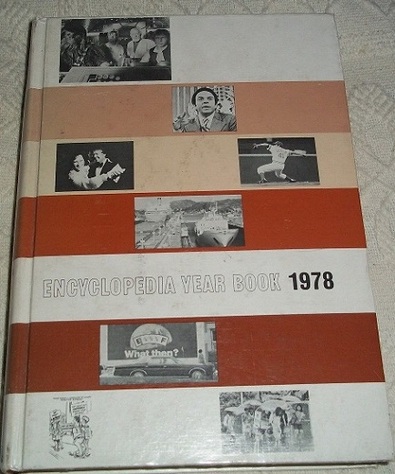 ENCYCLOPEDIA YEAR BOOK 1978
What then?